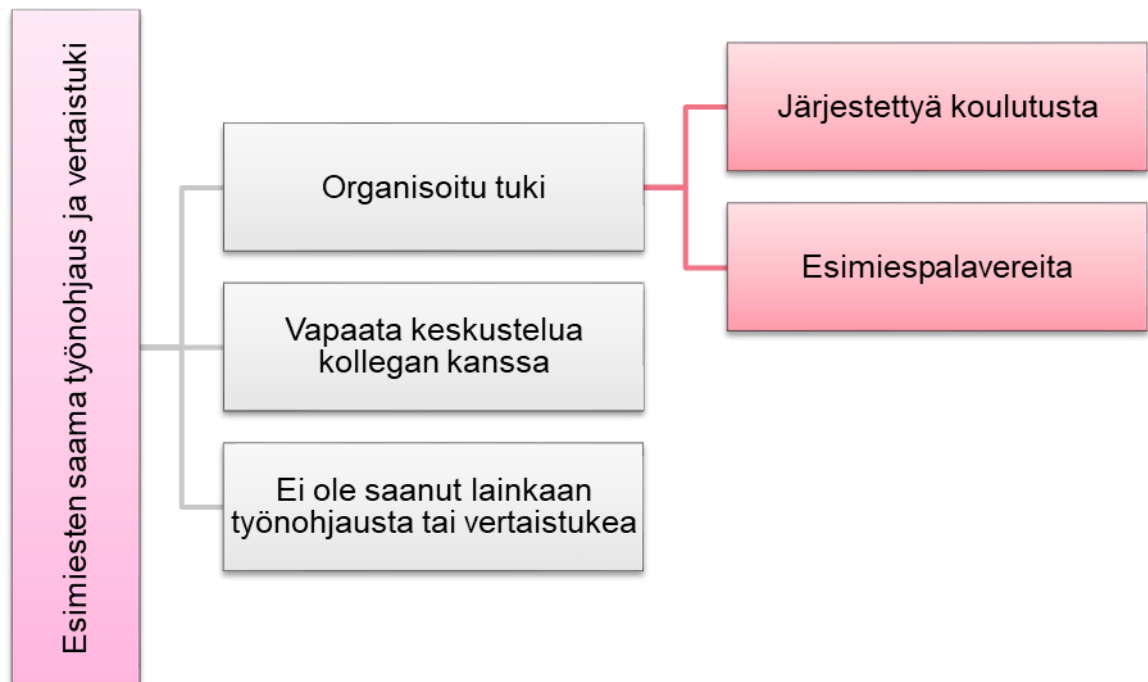 Esimiesten saama työnohjaus ja vertaistuki
Organisoitu tuki
Järjestettyä koulutusta
Esimiespalavereita
Vapaata keskustelua
kollegan kanssa
Ei ole saanut lainkaan
työnohjausta tai vertaistukea